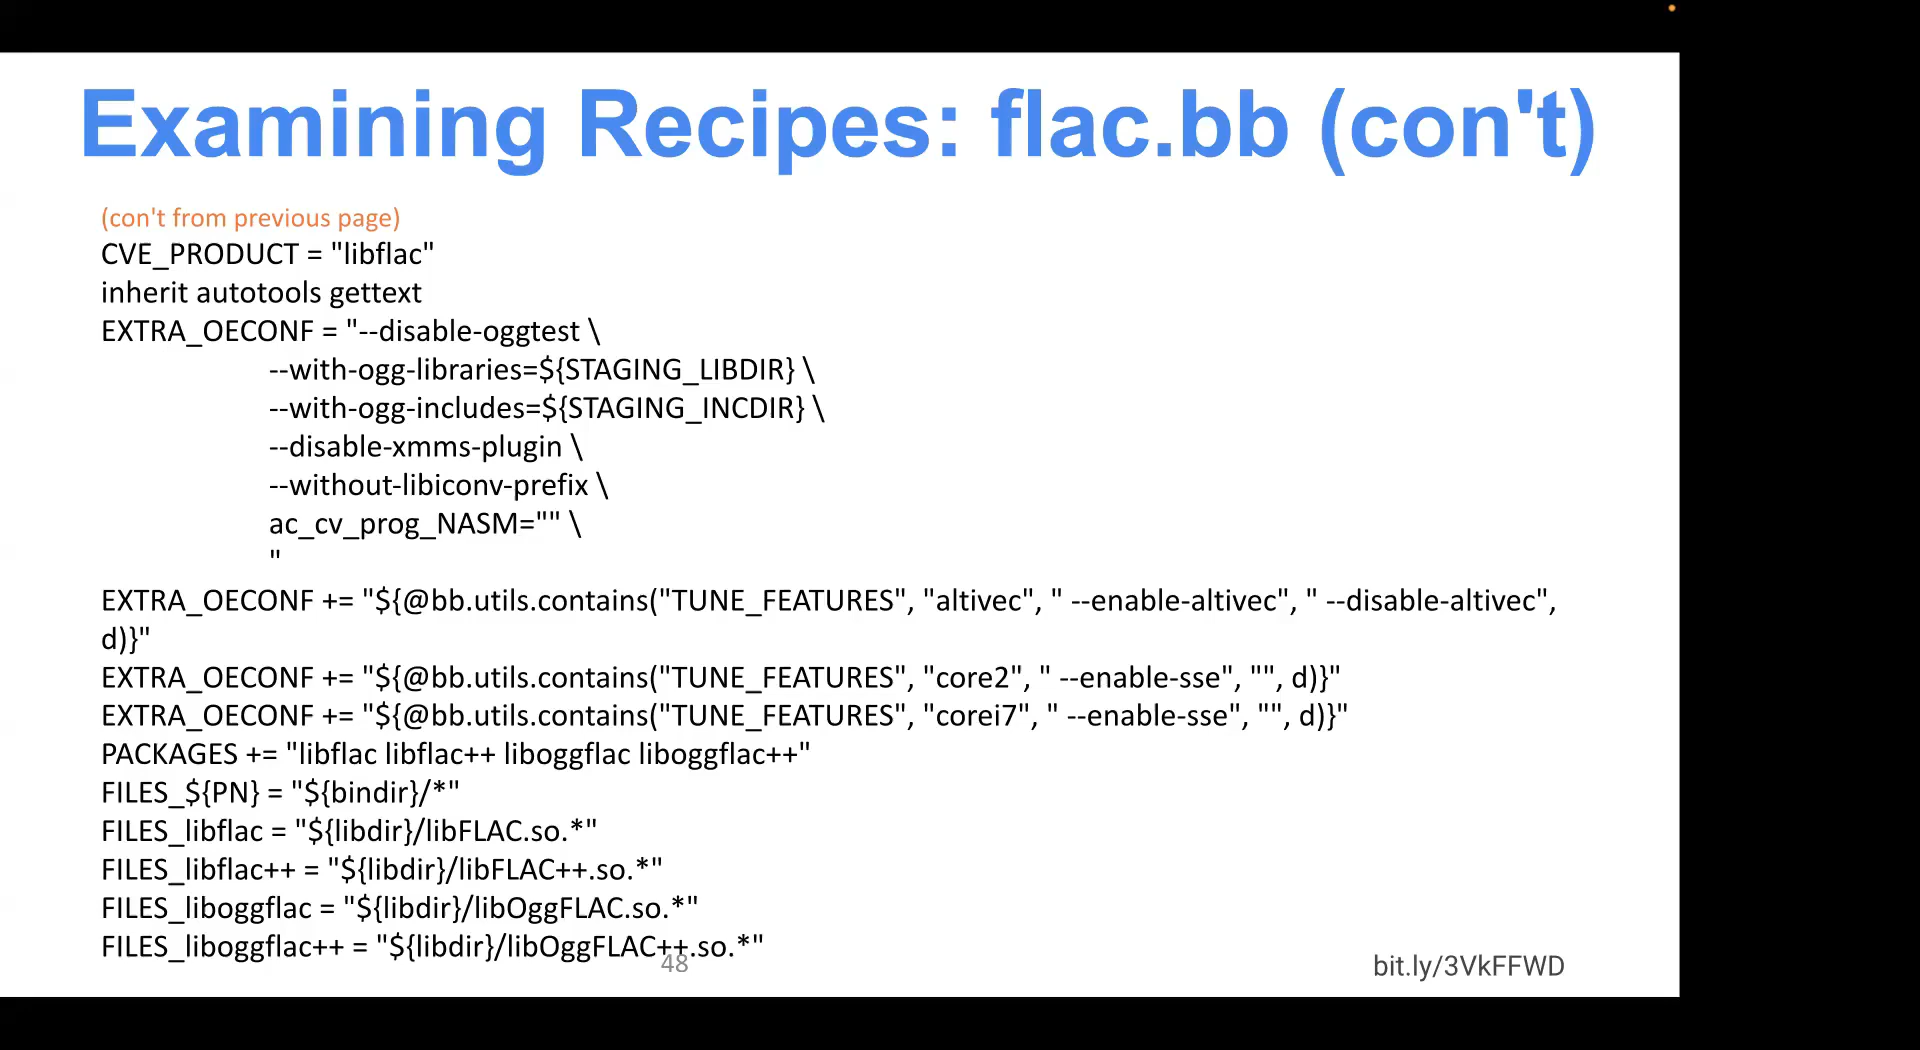 Examining Recipes: flac.bb (con't)
(con't from previous page)
CVE_PRODUCT = "libflac"
inherit autotools gettext
EXTRA_OECONF = "--disable-oggtest \
--with-ogg-libraries=${STAGING_LIBDIR} \
--with-ogg-includes=${STAGING_INCDIR} \
--disable-xmms-plugin \
--without-libiconv-prefix \
ac_cv_prog_NASM="" \
"
EXTRA_OECONF += "${@bb.utils.contains("TUNE_FEATURES", "altivec", " --enable-altivec", " --disable-altivec",
d)}"
EXTRA_OECONF += "${@bb.utils.contains("TUNE_FEATURES", "core2", " --enable-sse", "", d)}"
EXTRA_OECONF += "${@bb.utils.contains("TUNE_FEATURES", "corei7", " --enable-sse", "", d)}"
PACKAGES += "libflac libflac++ liboggflac liboggflac++"
FILES_${PN} = "${bindir}/*"
FILES_libflac = "${libdir}/libFLAC.so.*"
FILES_libflac++ = "${libdir}/libFLAC++.so.*"
FILES_liboggflac = "${libdir}/libOggFLAC.so.*"
FILES_liboggflac++ = "${libdir}/libOggFLAC++.so.*"
48
bit.ly/3VkFFWD